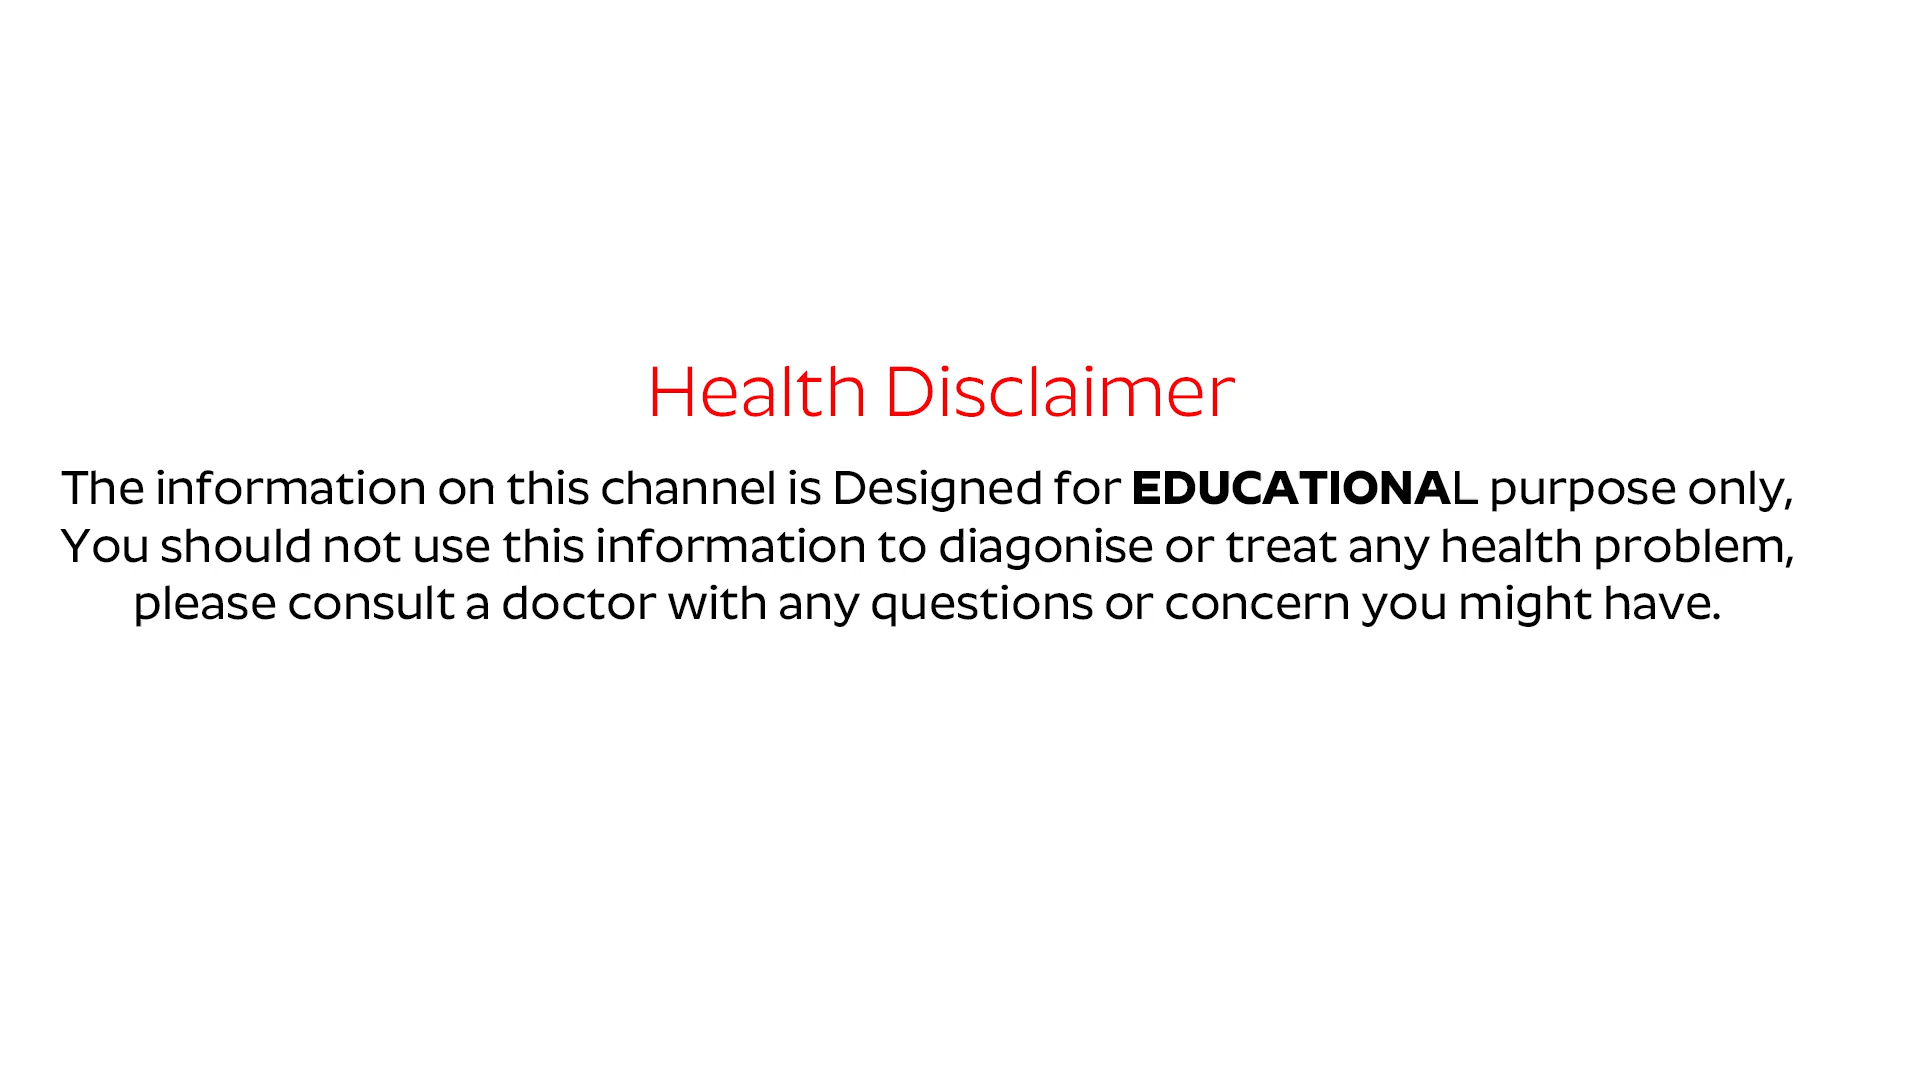 Health Disclaimer
The information on this channel is Designed for EDUCATIONAL purpose only,
You should not use this information to diagonise or treat any health problem,
please consult a doctor with any questions or concern you might have.